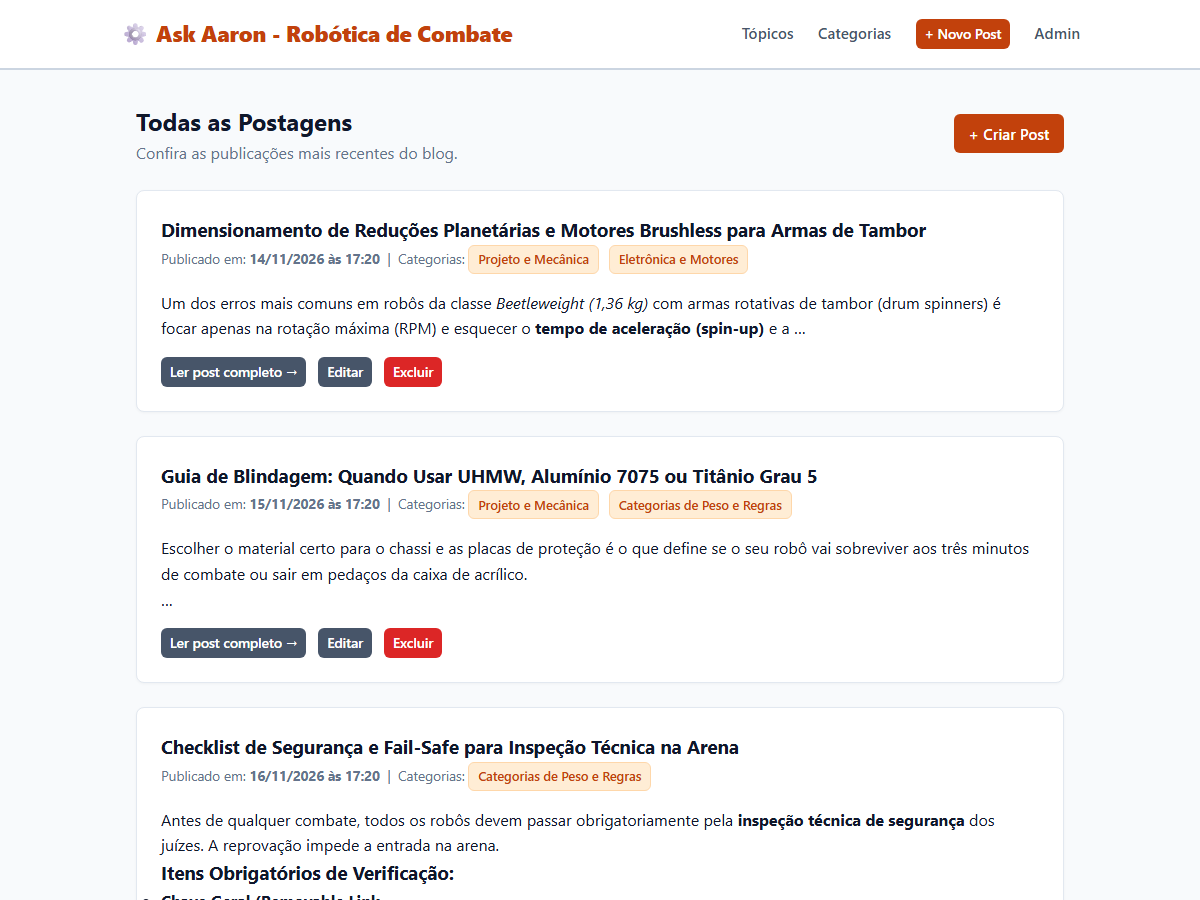 Ask Aaron - Robótica de Combate
Tópicos
Categorias
+ Novo Post
Admin
Todas as Postagens
Confira as publicações mais recentes do blog.
+ Criar Post
Dimensionamento de Reduções Planetárias e Motores Brushless para Armas de Tambor
Publicado em: 14/11/2026 às 17:20 | Categorias: Projeto e Mecânica Eletrônica e Motores
Um dos erros mais comuns em robôs da classe Beetleweight (1,36 kg) com armas rotativas de tambor (drum spinners) é
focar apenas na rotação máxima (RPM) e esquecer o tempo de aceleração (spin-up) e a ...
Ler post completo → Editar Excluir
Guia de Blindagem: Quando Usar UHMW, Alumínio 7075 ou Titânio Grau 5
Publicado em: 15/11/2026 às 17:20 | Categorias: Projeto e Mecânica Categorias de Peso e Regras
Escolher o material certo para o chassi e as placas de proteção é o que define se o seu robô vai sobreviver aos três minutos
de combate ou sair em pedaços da caixa de acrílico.
...
Ler post completo → Editar Excluir
Checklist de Segurança e Fail-Safe para Inspeção Técnica na Arena
Publicado em: 16/11/2026 às 17:20 | Categorias: Categorias de Peso e Regras
Antes de qualquer combate, todos os robôs devem passar obrigatoriamente pela inspeção técnica de segurança dos
juízes. A reprovação impede a entrada na arena.
Itens Obrigatórios de Verificação:
Chave Geral (Removable Link